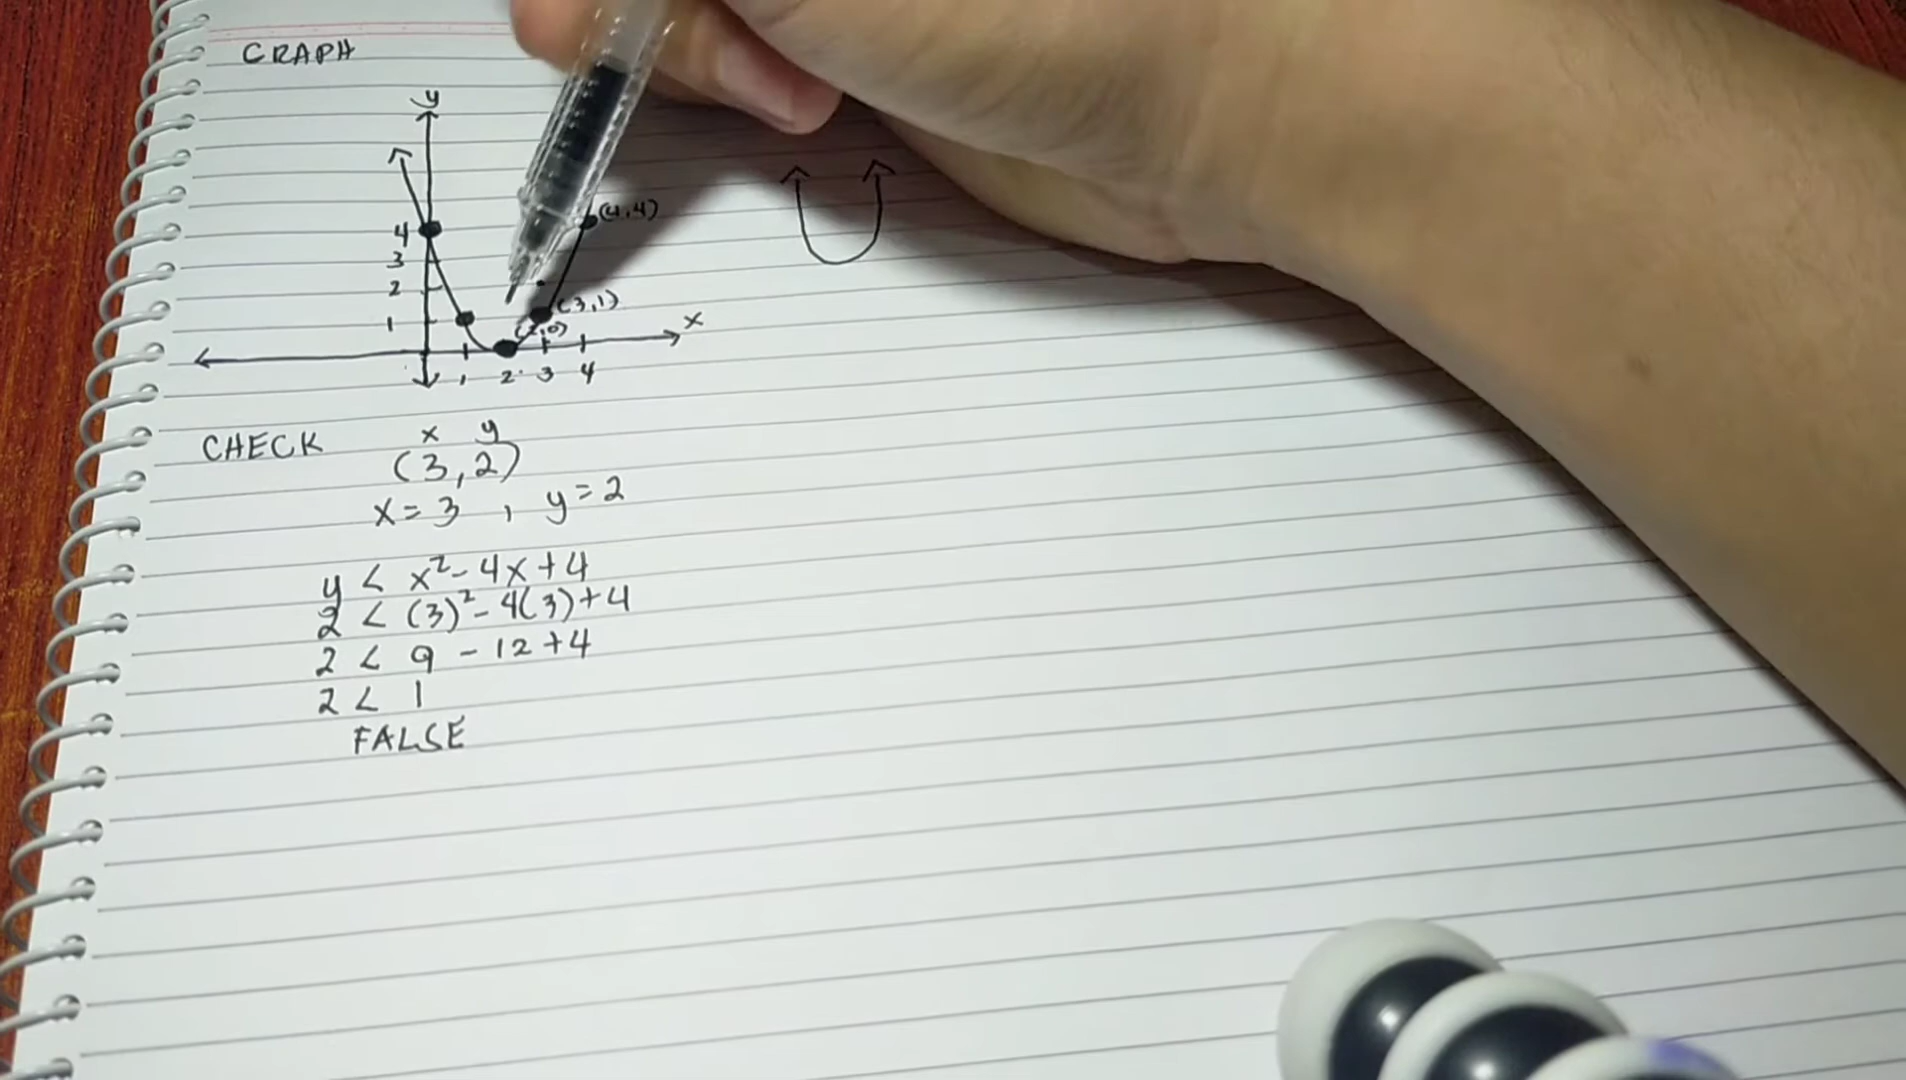 GRAPH
y
4
(4,4)
3
2
(3,1)
1
(2,0)
x
1 2 3 4
CHECK
x y
(3,2)
x = 3 , y = 2
y < x² - 4x + 4
2 < (3)² - 4(3) + 4
2 < 9 - 12 + 4
2 < 1
FALSE